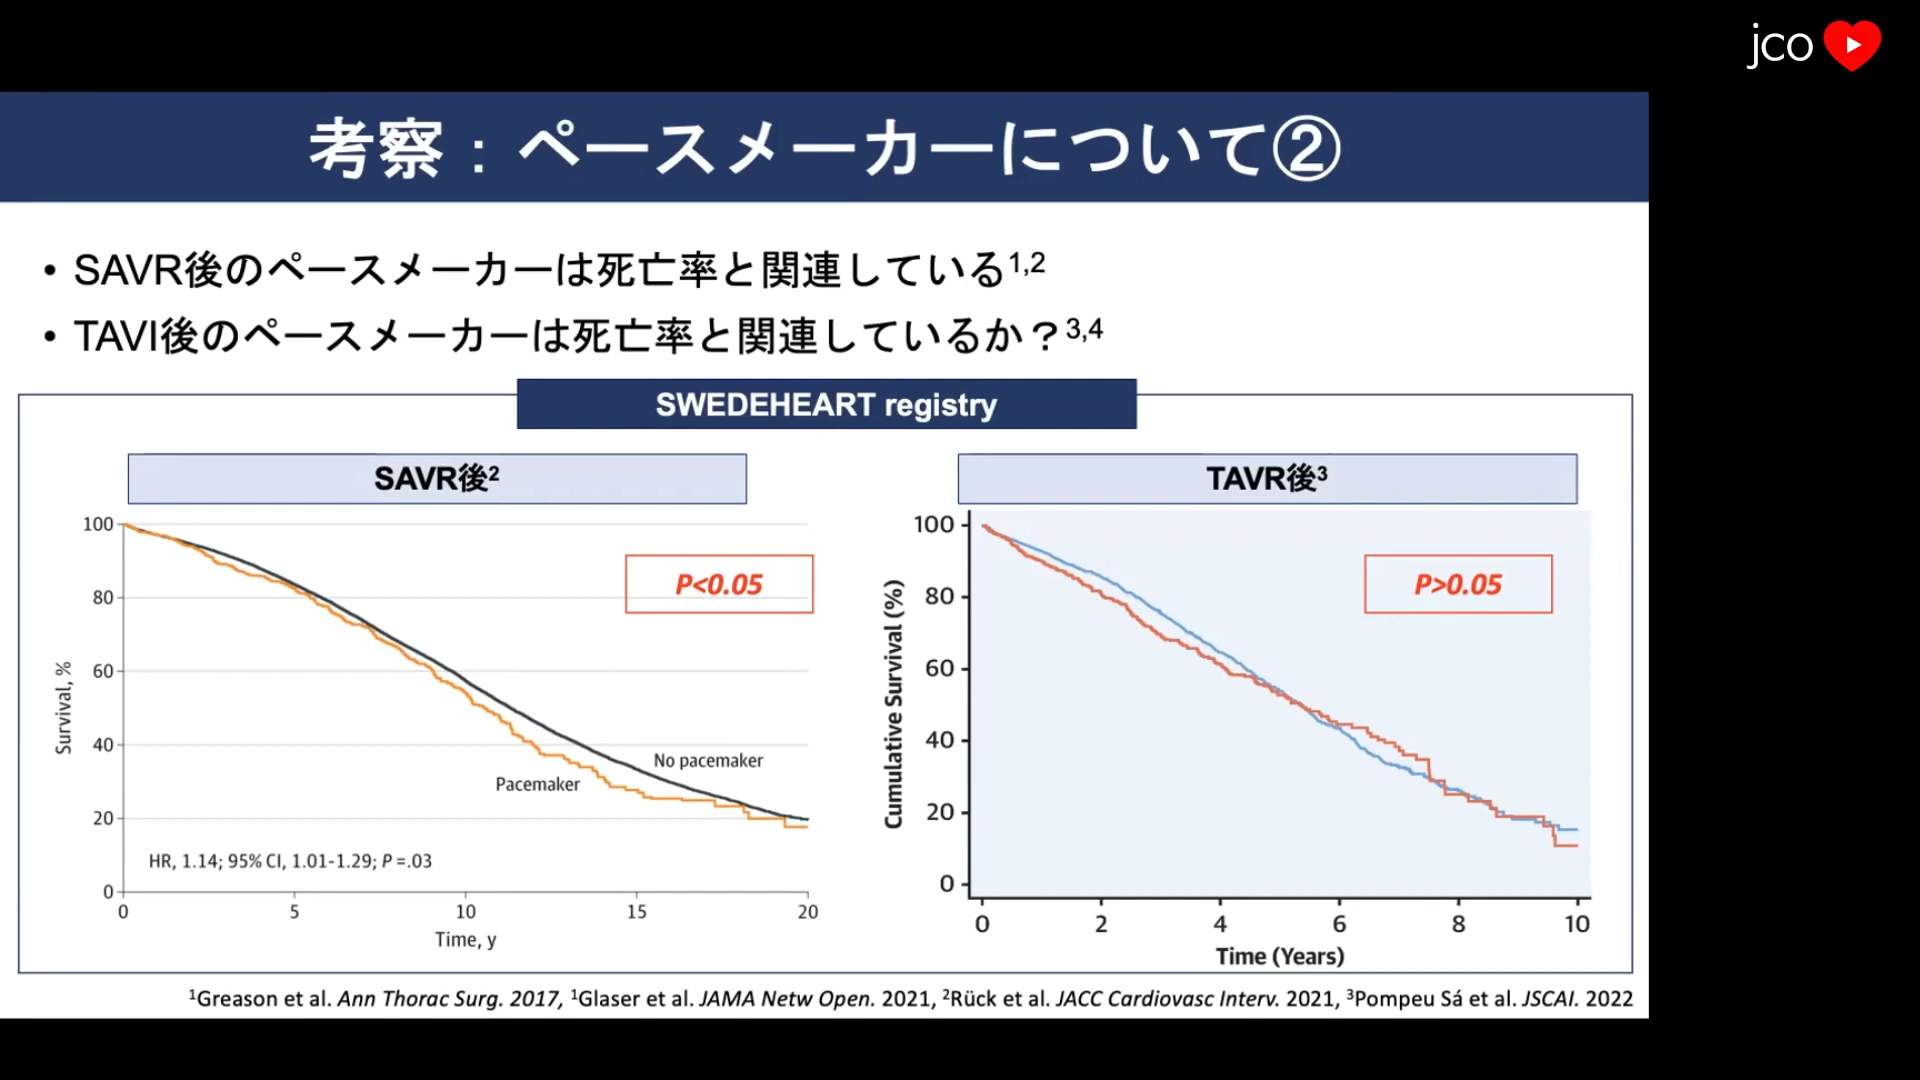 jco
考察：ペースメーカーについて②
• SAVR後のペースメーカーは死亡率と関連している1,2
• TAVI後のペースメーカーは死亡率と関連しているか？3,4
SWEDEHEART registry
SAVR後2
100
80
60
40
20
0
Survival, %
P<0.05
No pacemaker
Pacemaker
HR, 1.14; 95% CI, 1.01-1.29; P =.03
0 5 10 15 20
Time, y
TAVR後3
100
80
60
40
20
0
Cumulative Survival (%)
P>0.05
0 2 4 6 8 10
Time (Years)
1Greason et al. Ann Thorac Surg. 2017, 1Glaser et al. JAMA Netw Open. 2021, 2Rück et al. JACC Cardiovasc Interv. 2021, 3Pompeu Sá et al. JSCAI. 2022